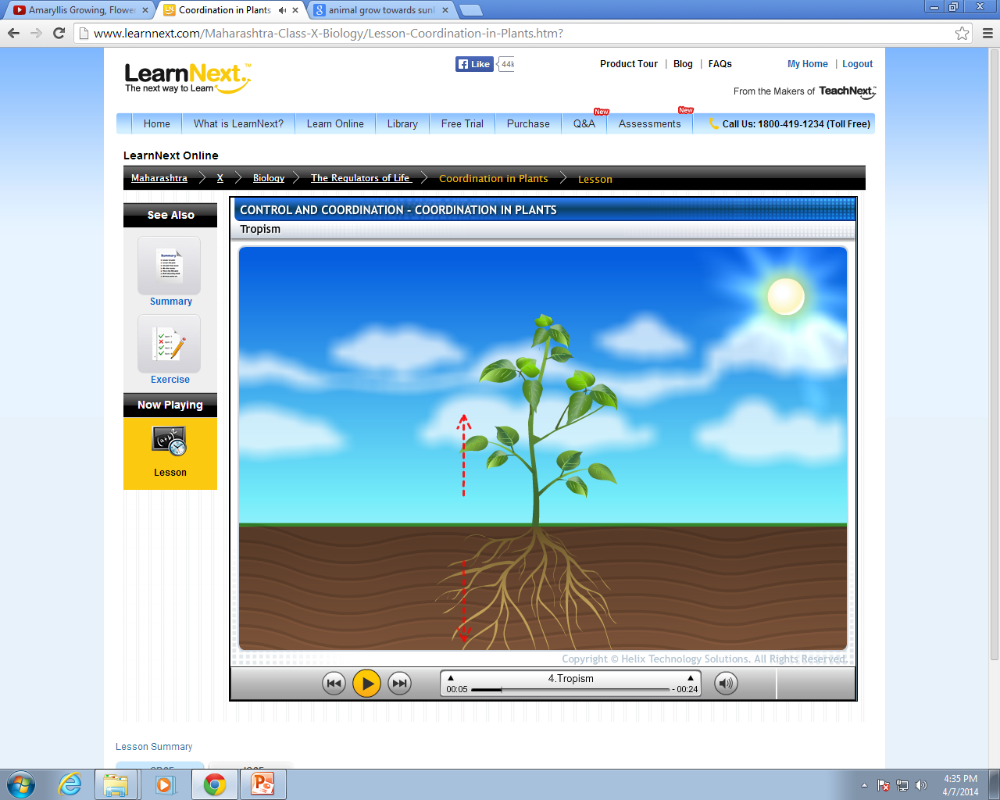 Amaryllis Growing, Flower
Coordination in Plants
animal grow towards sunl
www.learnnext.com/Maharashtra-Class-X-Biology/Lesson-Coordination-in-Plants.htm?
LearnNext.™
The next way to Learn
Like
44k
Product Tour | Blog | FAQs
My Home | Logout
From the Makers of TeachNext.
Home
What is LearnNext?
Learn Online
Library
Free Trial
Purchase
Q&A
New
Assessments
New
Call Us: 1800-419-1234 (Toll Free)
LearnNext Online
Maharashtra
X
Biology
The Regulators of Life
Coordination in Plants
Lesson
See Also
Summary
Summary
Exercise
Now Playing
Lesson
CONTROL AND COORDINATION - COORDINATION IN PLANTS
Tropism
Copyright © Helix Technology Solutions. All Rights Reserved.
4.Tropism
00:05
- 00:24
Lesson Summary
4:35 PM
4/7/2014